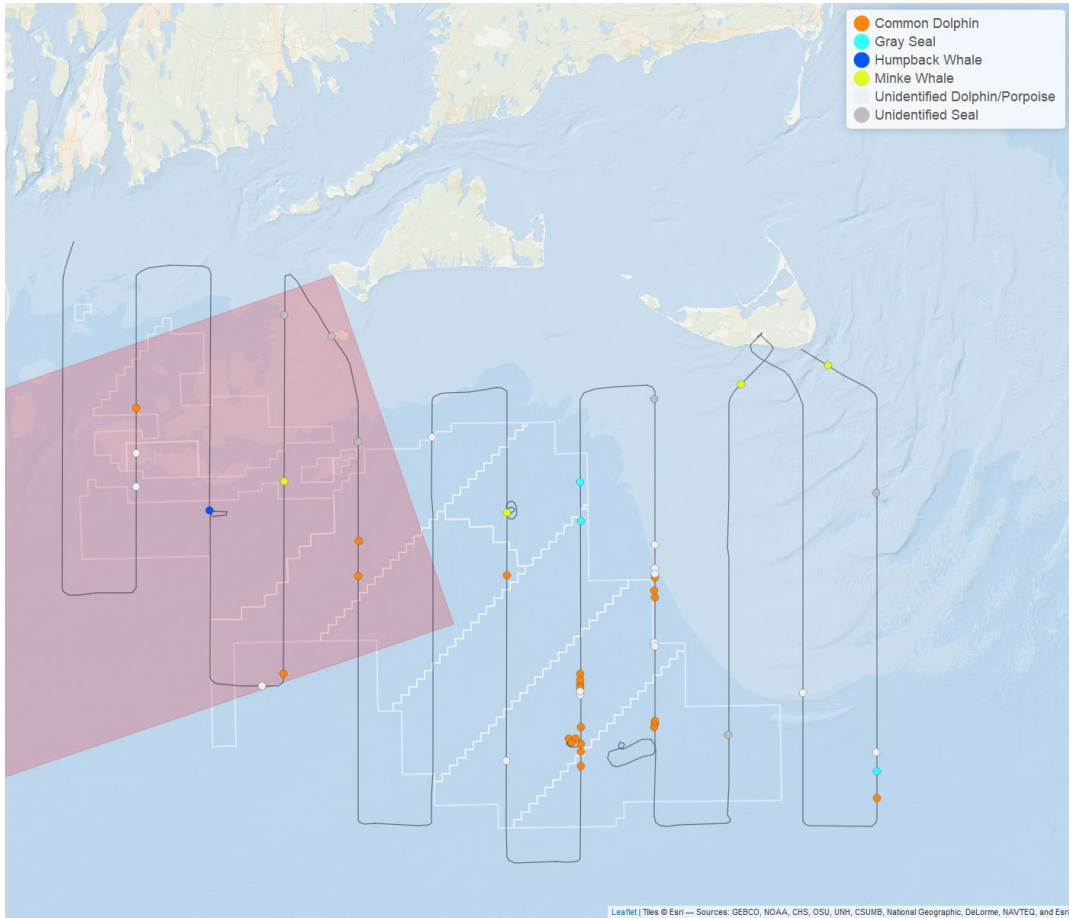 Common Dolphin
Gray Seal
Humpback Whale
Minke Whale
Unidentified Dolphin/Porpoise
Unidentified Seal
Leaflet | Tiles © Esri — Sources: GEBCO, NOAA, CHS, OSU, UNH, CSUMB, National Geographic, DeLorme, NAVTEQ, and Esri